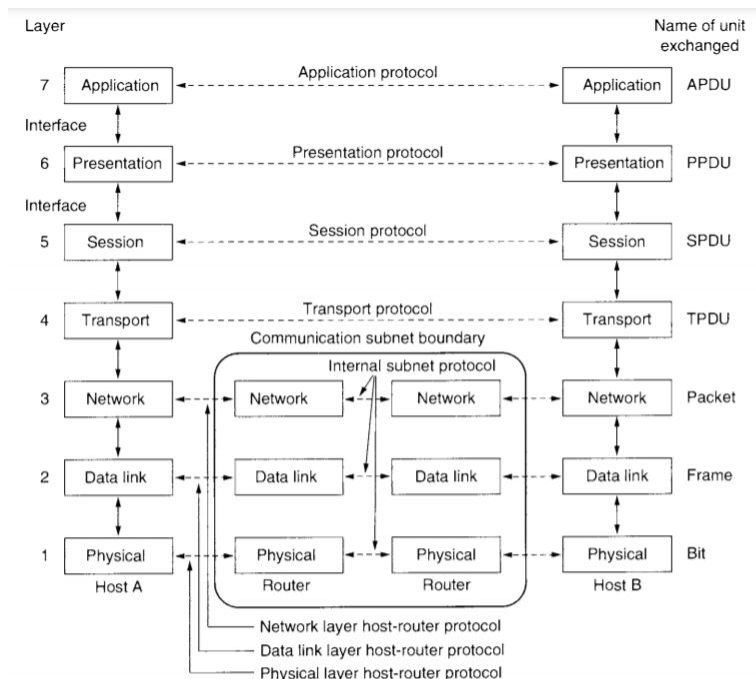 Layer
Name of unit
exchanged
7 Application Application protocol Application APDU
Interface
6 Presentation Presentation protocol Presentation PPDU
Interface
5 Session Session protocol Session SPDU
4 Transport Transport protocol Transport TPDU
Communication subnet boundary
Internal subnet protocol
3 Network Network Network Network Packet
2 Data link Data link Data link Data link Frame
1 Physical Physical Physical Physical Bit
Host A Router Router Host B
Network layer host-router protocol
Data link layer host-router protocol
Physical layer host-router protocol